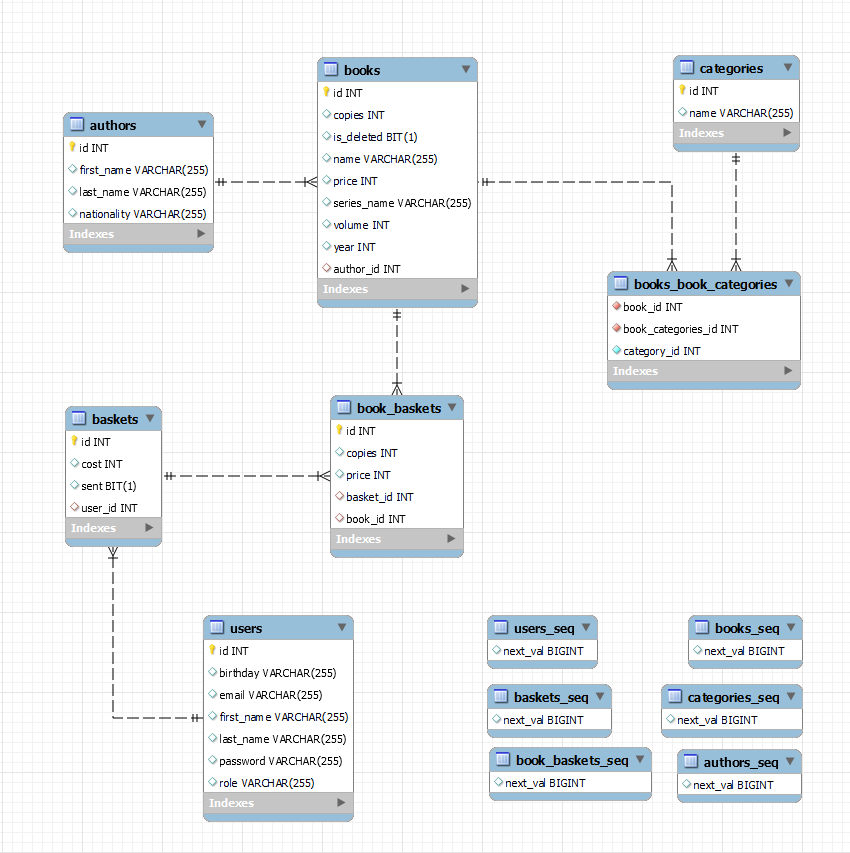 books
id INT
copies INT
is_deleted BIT(1)
name VARCHAR(255)
price INT
series_name VARCHAR(255)
volume INT
year INT
author_id INT
Indexes
categories
id INT
name VARCHAR(255)
Indexes
authors
id INT
first_name VARCHAR(255)
last_name VARCHAR(255)
nationality VARCHAR(255)
Indexes
books_book_categories
book_id INT
book_categories_id INT
category_id INT
Indexes
baskets
id INT
cost INT
sent BIT(1)
user_id INT
Indexes
book_baskets
id INT
copies INT
price INT
basket_id INT
book_id INT
Indexes
users
id INT
birthday VARCHAR(255)
email VARCHAR(255)
first_name VARCHAR(255)
last_name VARCHAR(255)
password VARCHAR(255)
role VARCHAR(255)
Indexes
users_seq
next_val BIGINT
books_seq
next_val BIGINT
baskets_seq
next_val BIGINT
categories_seq
next_val BIGINT
book_baskets_seq
next_val BIGINT
authors_seq
next_val BIGINT